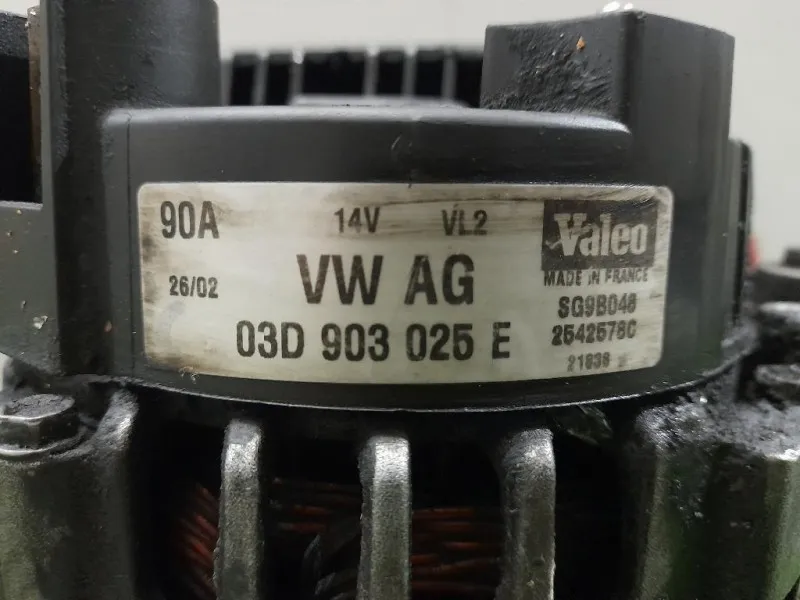 90A 14V VL2 Valeo
MADE IN FRANCE
26/02 VW AG
SG9B048
03D 903 025 E 2542578C
21838